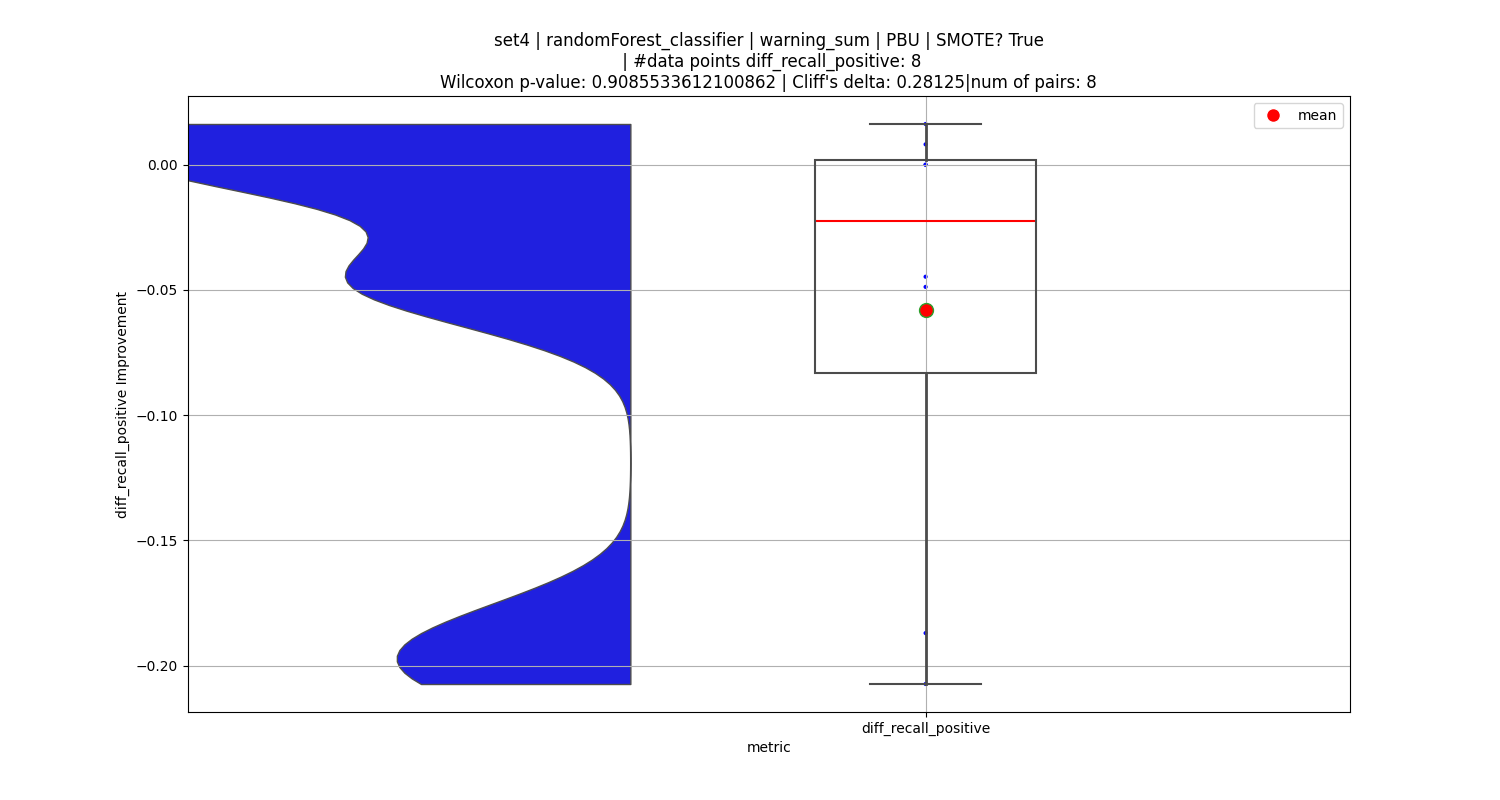 set4 | randomForest_classifier | warning_sum | PBU | SMOTE? True
| #data points diff_recall_positive: 8
Wilcoxon p-value: 0.9085533612100862 | Cliff's delta: 0.28125|num of pairs: 8
mean
0.00
−0.05
−0.10
−0.15
−0.20
diff_recall_positive Improvement
diff_recall_positive
metric